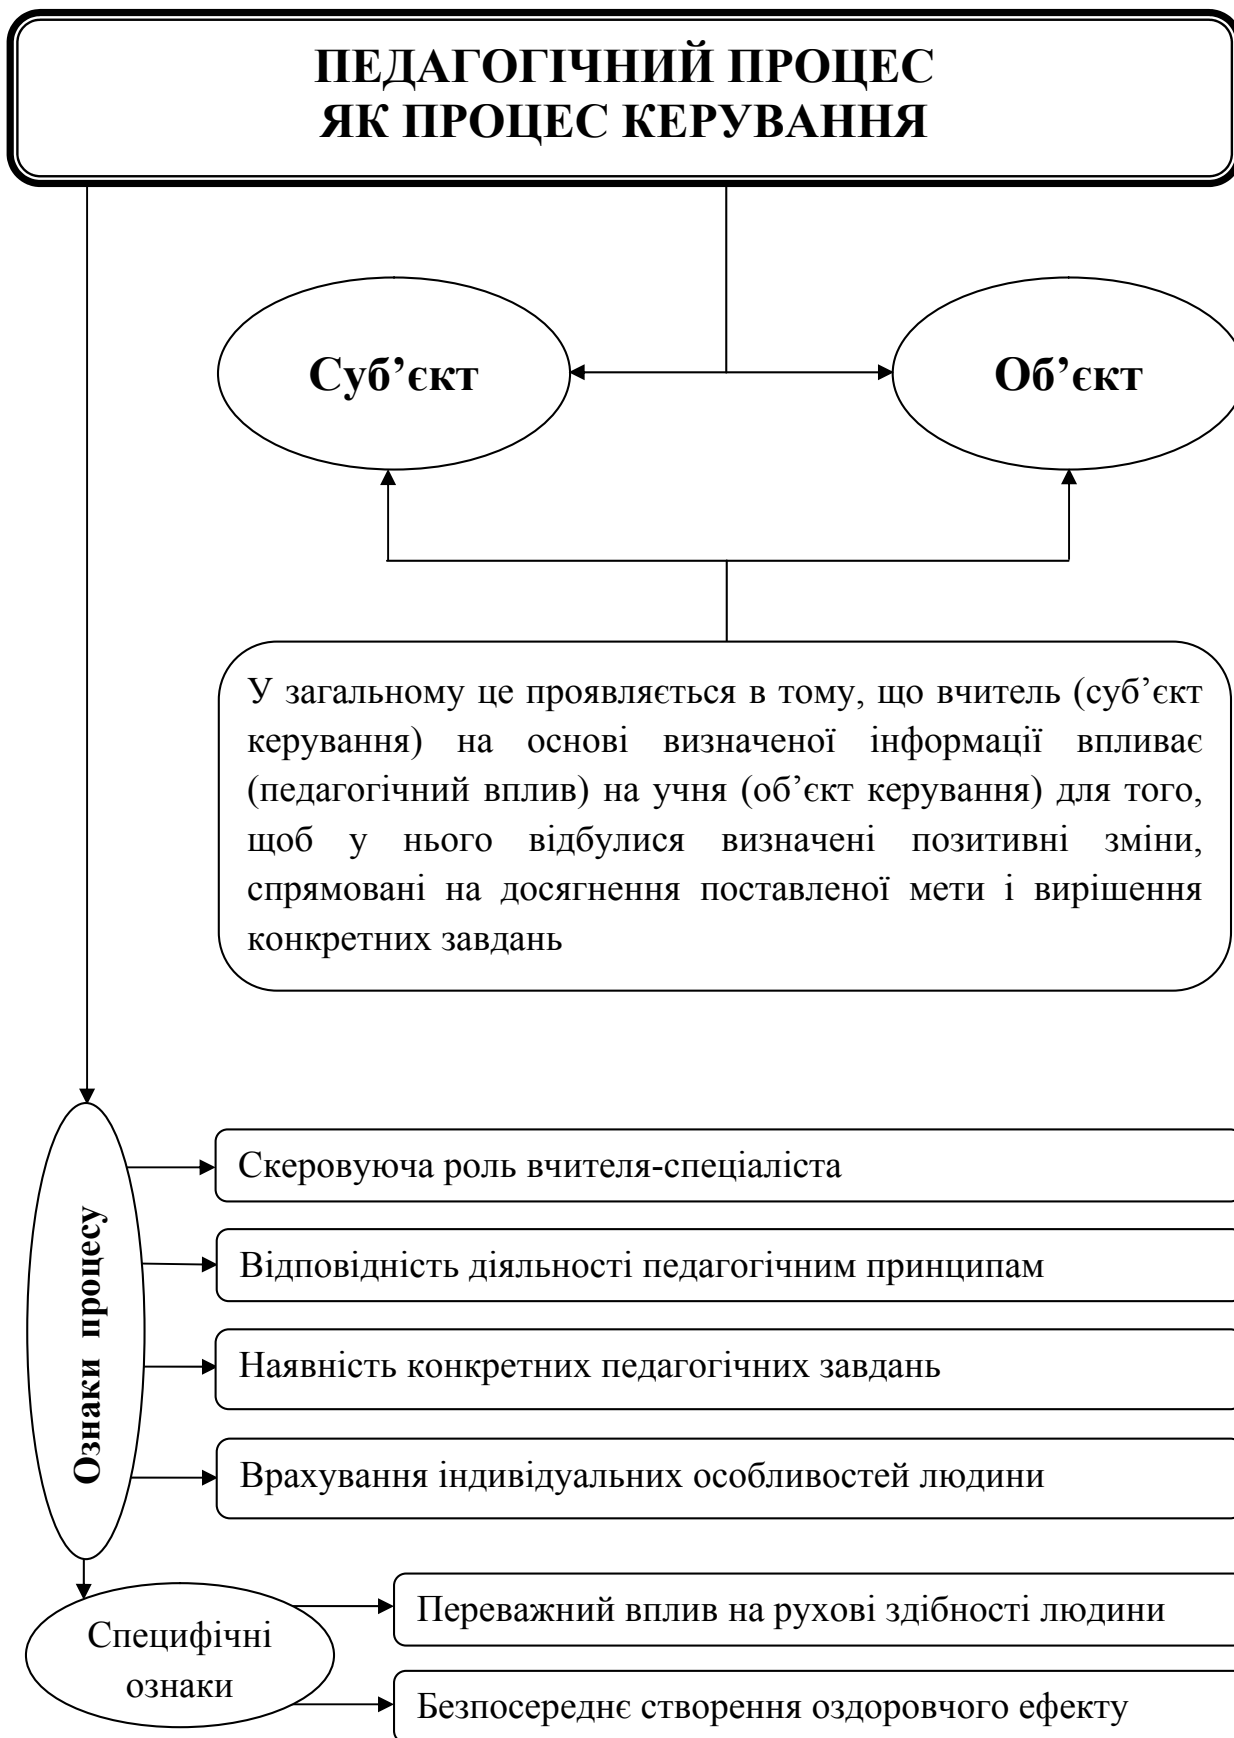 ПЕДАГОГІЧНИЙ ПРОЦЕС
ЯК ПРОЦЕС КЕРУВАННЯ
Суб’єкт
Об’єкт
У загальному це проявляється в тому, що вчитель (суб’єкт
керування) на основі визначеної інформації впливає
(педагогічний вплив) на учня (об’єкт керування) для того,
щоб у нього відбулися визначені позитивні зміни,
спрямовані на досягнення поставленої мети і вирішення
конкретних завдань
Ознаки процесу
Скеровуюча роль вчителя-спеціаліста
Відповідність діяльності педагогічним принципам
Наявність конкретних педагогічних завдань
Врахування індивідуальних особливостей людини
Специфічні
ознаки
Переважний вплив на рухові здібності людини
Безпосереднє створення оздоровчого ефекту